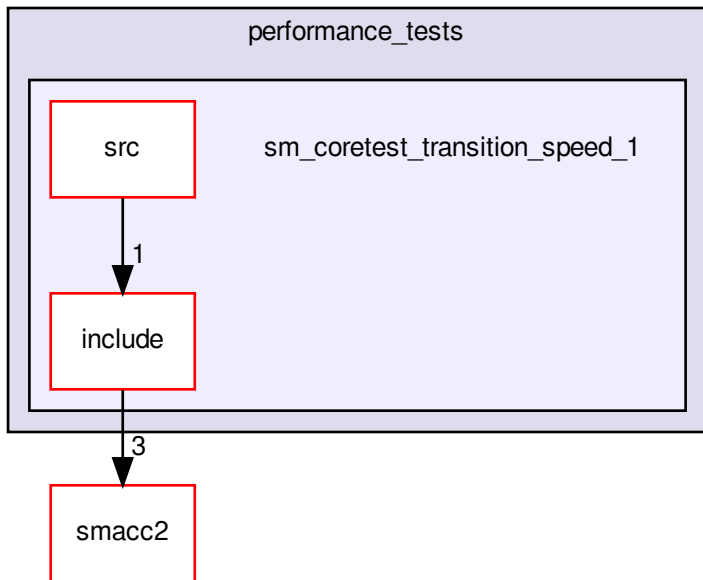 performance_tests
src
sm_coretest_transition_speed_1
1
include
3
smacc2